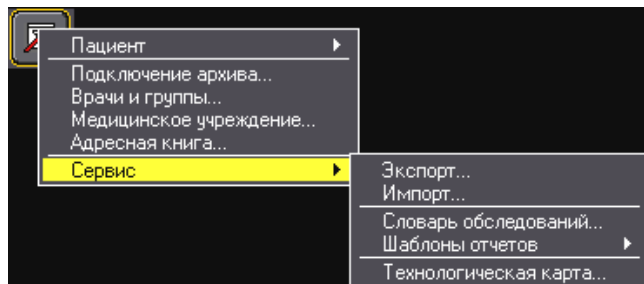 Пациент
Подключение архива...
Врачи и группы...
Медицинское учреждение...
Адресная книга...
Сервис
Экспорт...
Импорт...
Словарь обследований...
Шаблоны отчетов
Технологическая карта...